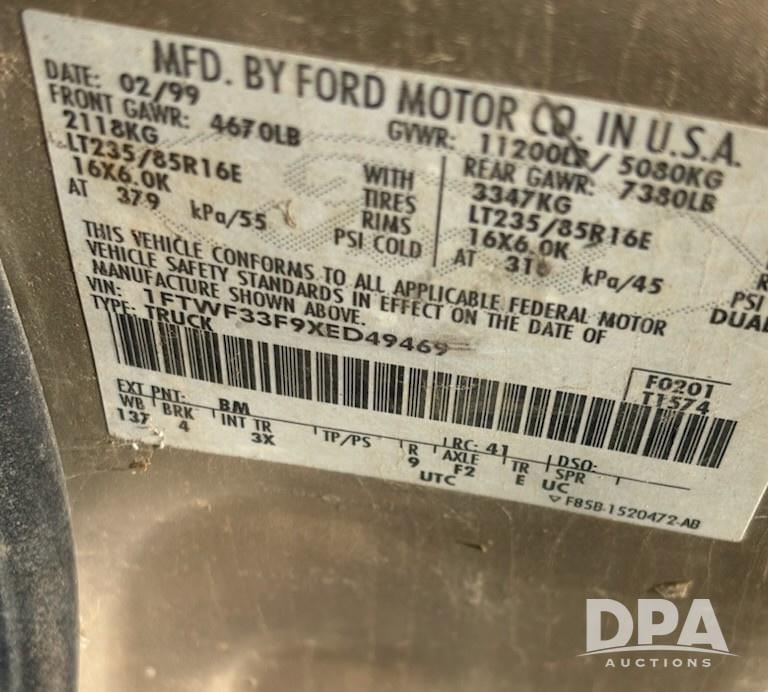 MFD. BY FORD MOTOR CO. IN U.S.A.
DATE: 02/99 GVWR: 11200LB/ 5080KG
FRONT GAWR: 4670LB REAR GAWR: 7380LB
2118KG WITH 3347KG
LT235/85R16E TIRES LT235/85R16E
16X6.0K RIMS 16X6.0K
AT 379 kPa/55 PSI COLD AT 310 kPa/45 PSI
DUAL
THIS VEHICLE CONFORMS TO ALL APPLICABLE FEDERAL MOTOR
VEHICLE SAFETY STANDARDS IN EFFECT ON THE DATE OF
MANUFACTURE SHOWN ABOVE.
VIN: 1FTWF33F9XED49469
TYPE: TRUCK
F0201
T1574
EXT PNT: BM RC: 41 DSO:
WB BRK INT TR TP/PS R AXLE TR SPR
137 4 3X 9 F2 E UC
UTC
▽ F85B-1520472-AB
DPA
AUCTIONS